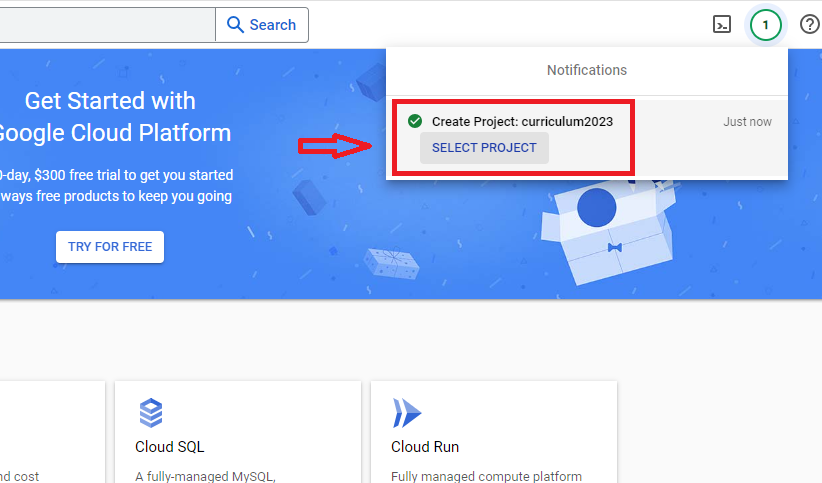 Search
1
Notifications
Create Project: curriculum2023
Just now
SELECT PROJECT
Get Started with
Google Cloud Platform
-day, $300 free trial to get you started
ways free products to keep you going
TRY FOR FREE
Cloud SQL
Cloud Run
nd cost
A fully-managed MySQL,
Fully managed compute platform